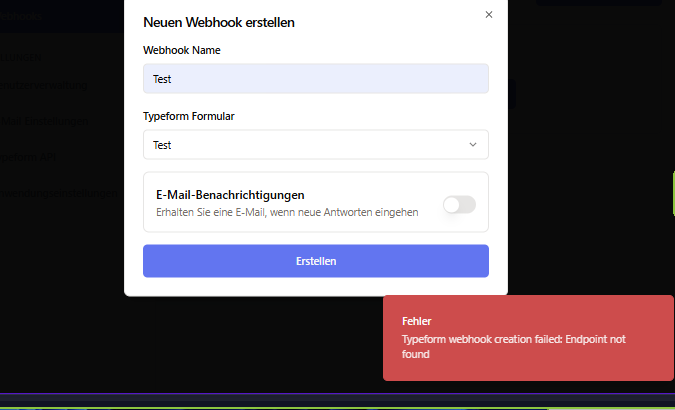 Neuen Webhook erstellen
Webhook Name
Test
Typeform Formular
Test
E-Mail-Benachrichtigungen
Erhalten Sie eine E-Mail, wenn neue Antworten eingehen
Erstellen
Fehler
Typeform webhook creation failed: Endpoint not
found